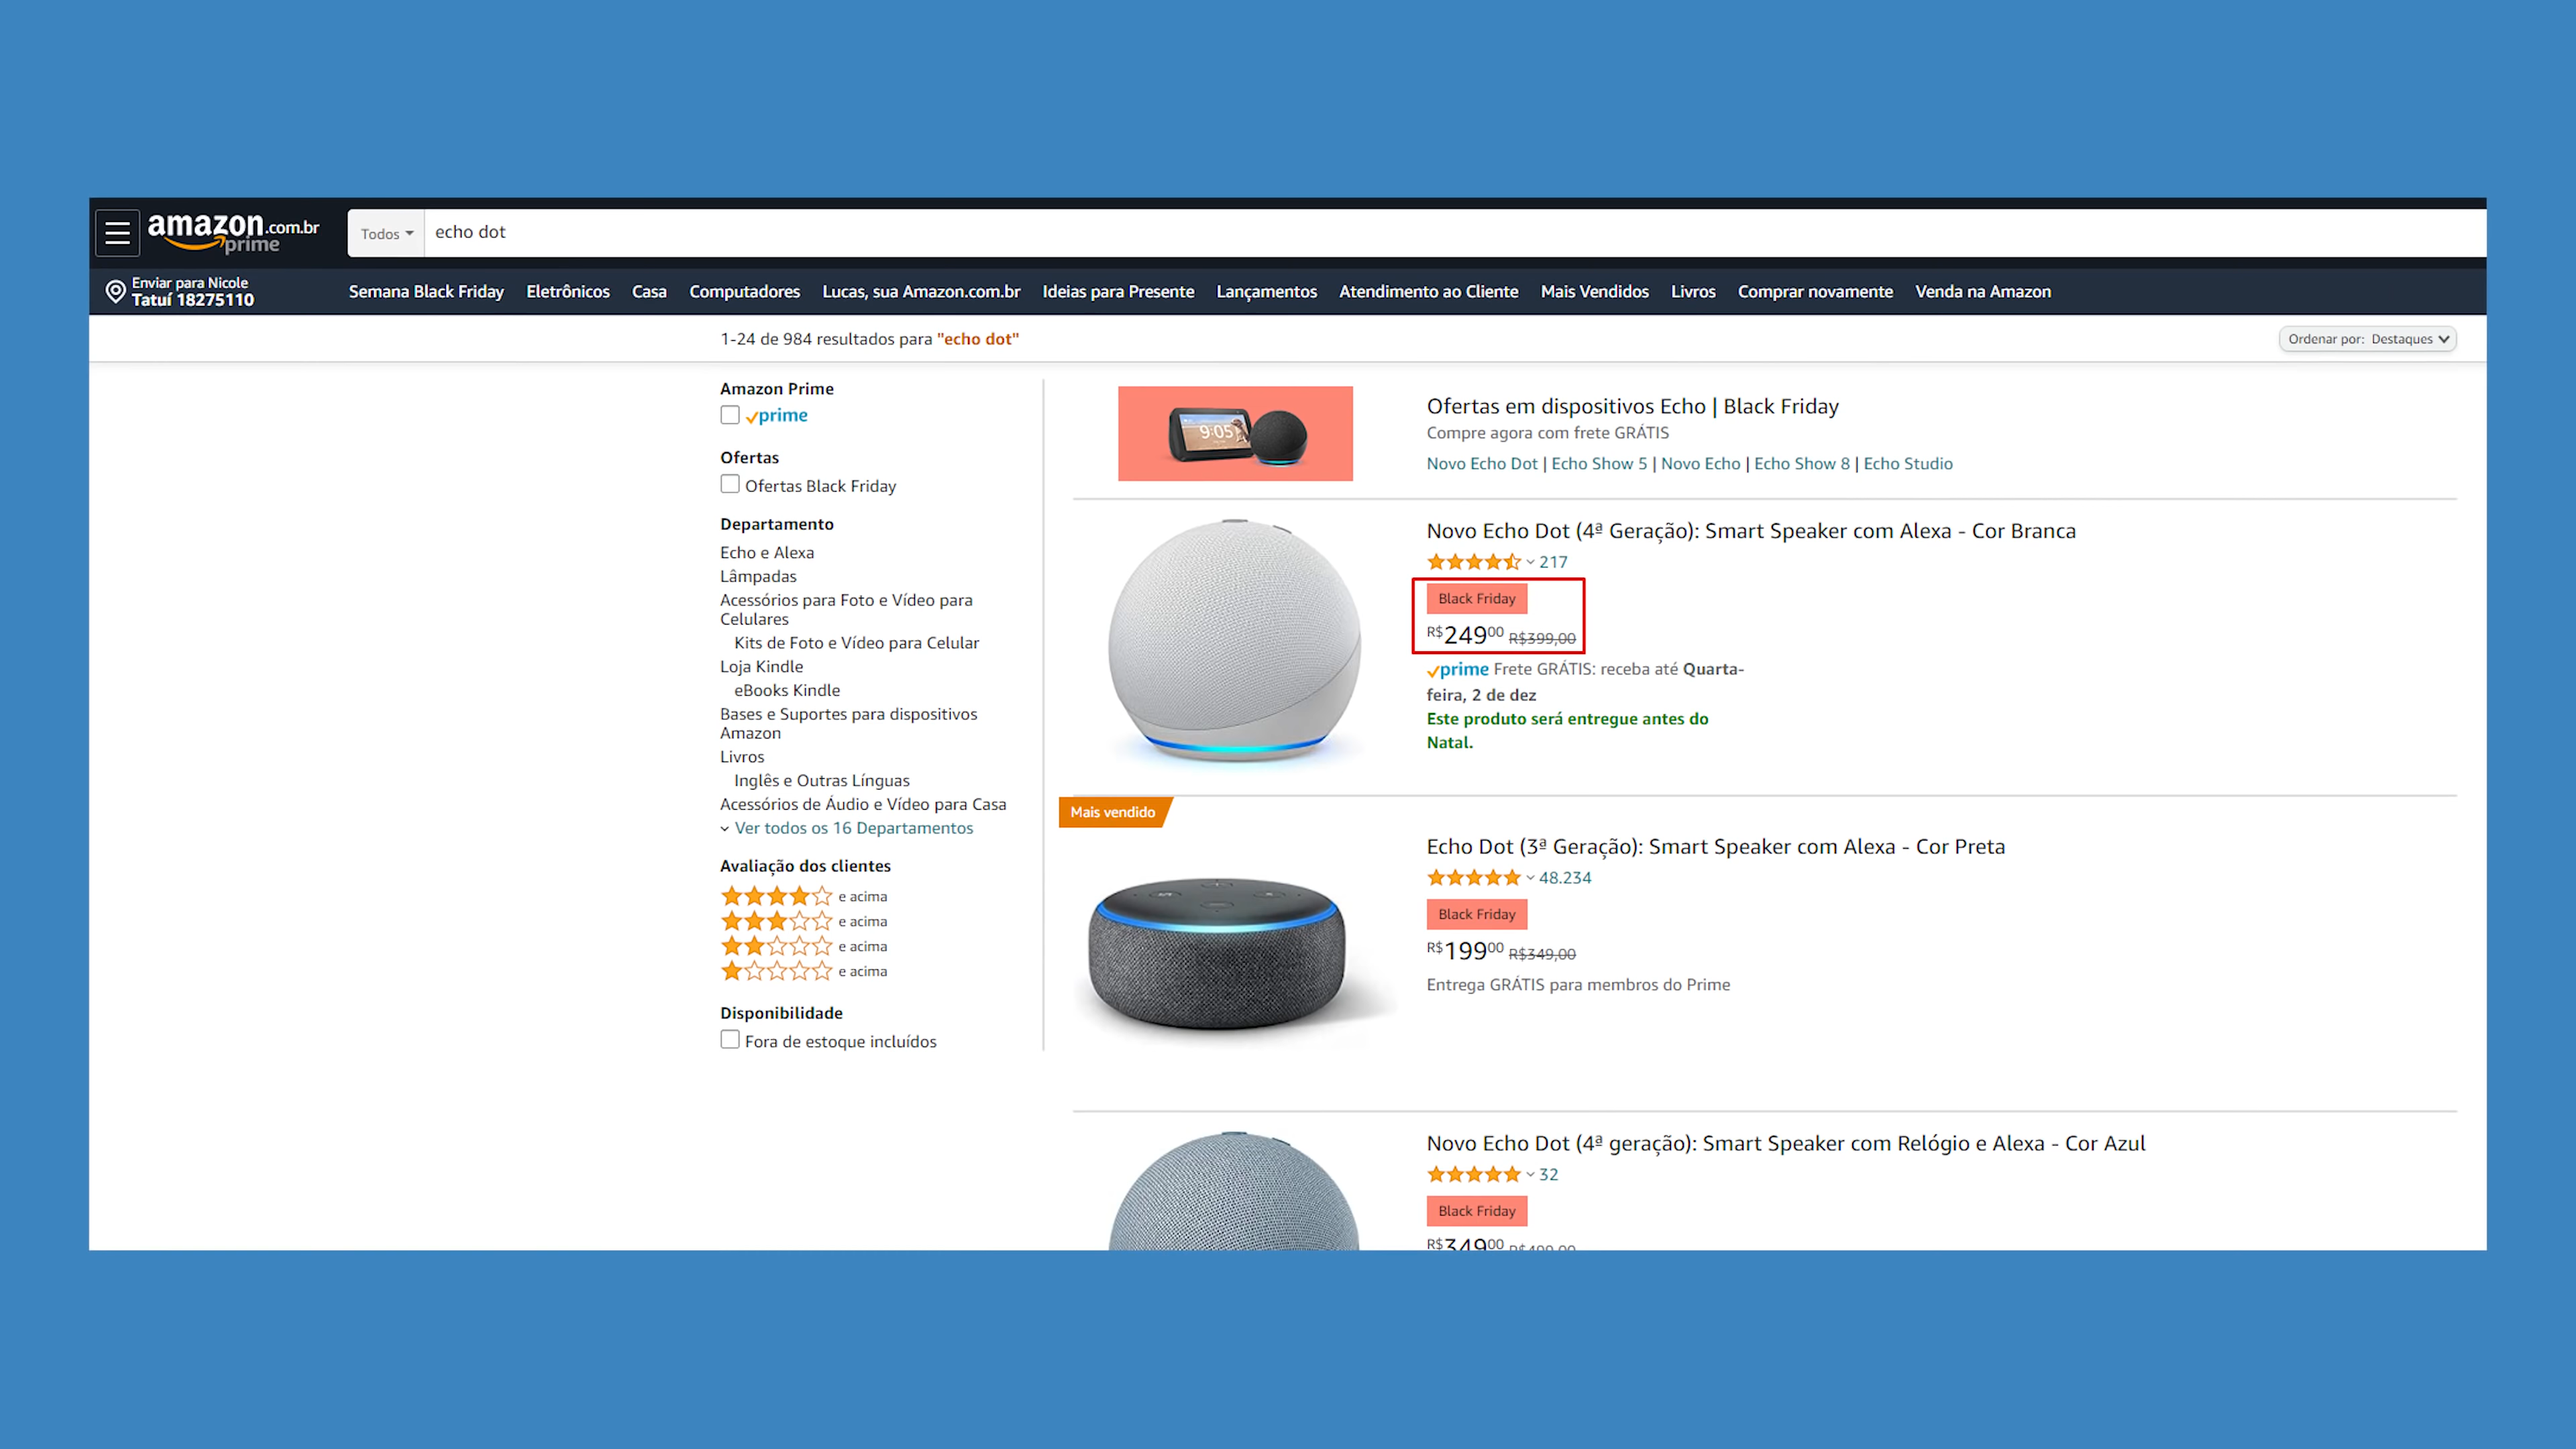 amazon.com.br
prime
Todos
echo dot
Enviar para Nicole
Tatuí 18275110
Semana Black Friday
Eletrônicos
Casa
Computadores
Lucas, sua Amazon.com.br
Ideias para Presente
Lançamentos
Atendimento ao Cliente
Mais Vendidos
Livros
Comprar novamente
Venda na Amazon
1-24 de 984 resultados para "echo dot"
Ordenar por: Destaques
Amazon Prime
prime
Ofertas
Ofertas Black Friday
Departamento
Echo e Alexa
Lâmpadas
Acessórios para Foto e Vídeo para
Celulares
Kits de Foto e Vídeo para Celular
Loja Kindle
eBooks Kindle
Bases e Suportes para dispositivos
Amazon
Livros
Inglês e Outras Línguas
Acessórios de Áudio e Vídeo para Casa
Ver todos os 16 Departamentos
Avaliação dos clientes
e acima
e acima
e acima
e acima
Disponibilidade
Fora de estoque incluídos
9:05
Ofertas em dispositivos Echo | Black Friday
Compre agora com frete GRÁTIS
Novo Echo Dot | Echo Show 5 | Novo Echo | Echo Show 8 | Echo Studio
Novo Echo Dot (4ª Geração): Smart Speaker com Alexa - Cor Branca
217
Black Friday
R$24900 R$399,00
prime Frete GRÁTIS: receba até Quarta-
feira, 2 de dez
Este produto será entregue antes do
Natal.
Mais vendido
Echo Dot (3ª Geração): Smart Speaker com Alexa - Cor Preta
48.234
Black Friday
R$19900 R$349,00
Entrega GRÁTIS para membros do Prime
Novo Echo Dot (4ª geração): Smart Speaker com Relógio e Alexa - Cor Azul
32
Black Friday
R$34900